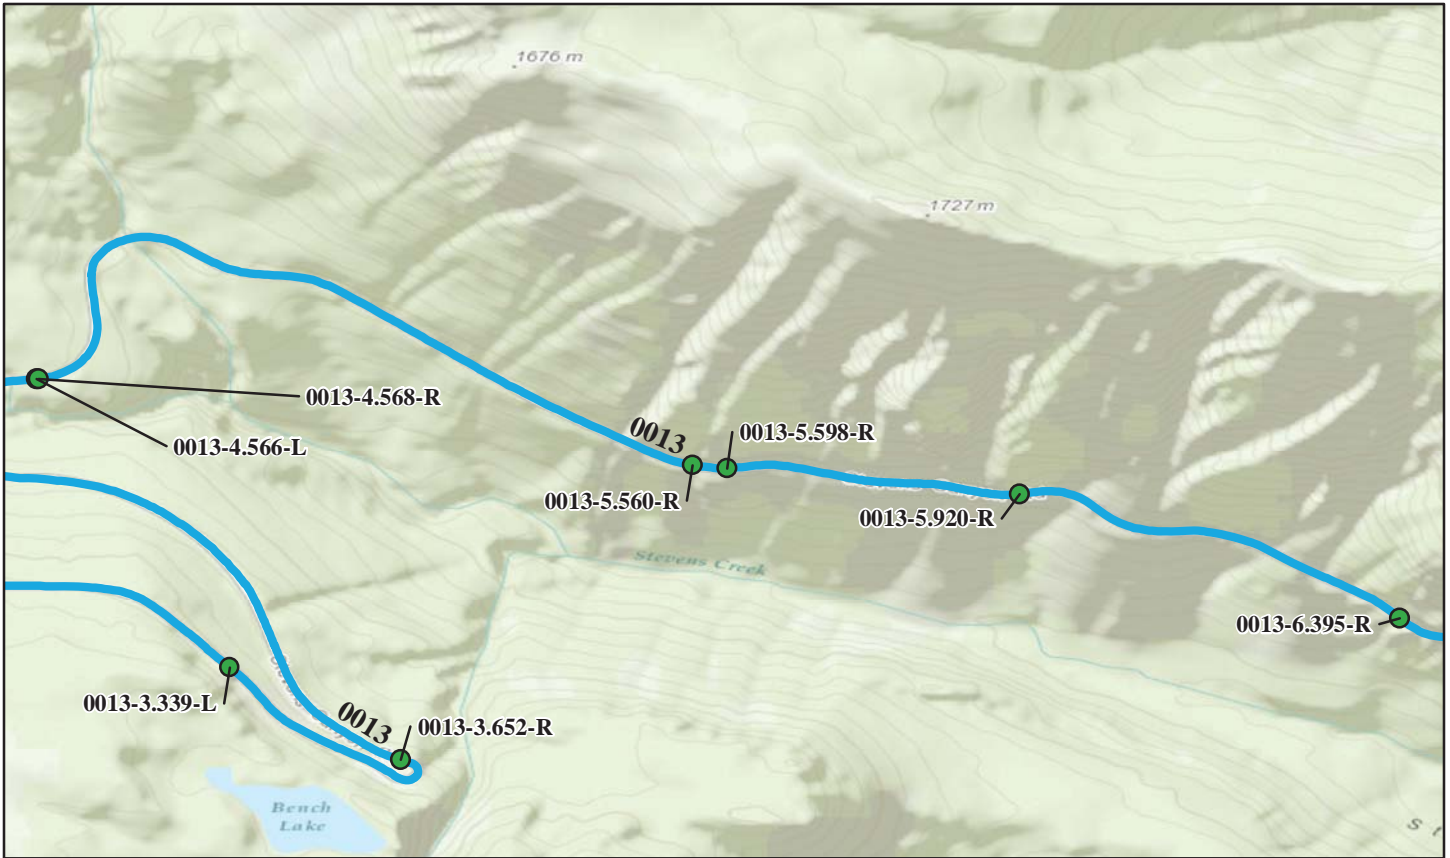 1676 m
1727 m
0013-4.568-R
0013
0013-5.598-R
0013-4.566-L
0013-5.560-R
0013-5.920-R
Stevens Creek
0013-6.395-R
0013-3.339-L
0013
0013-3.652-R
Bench
Lake
S t